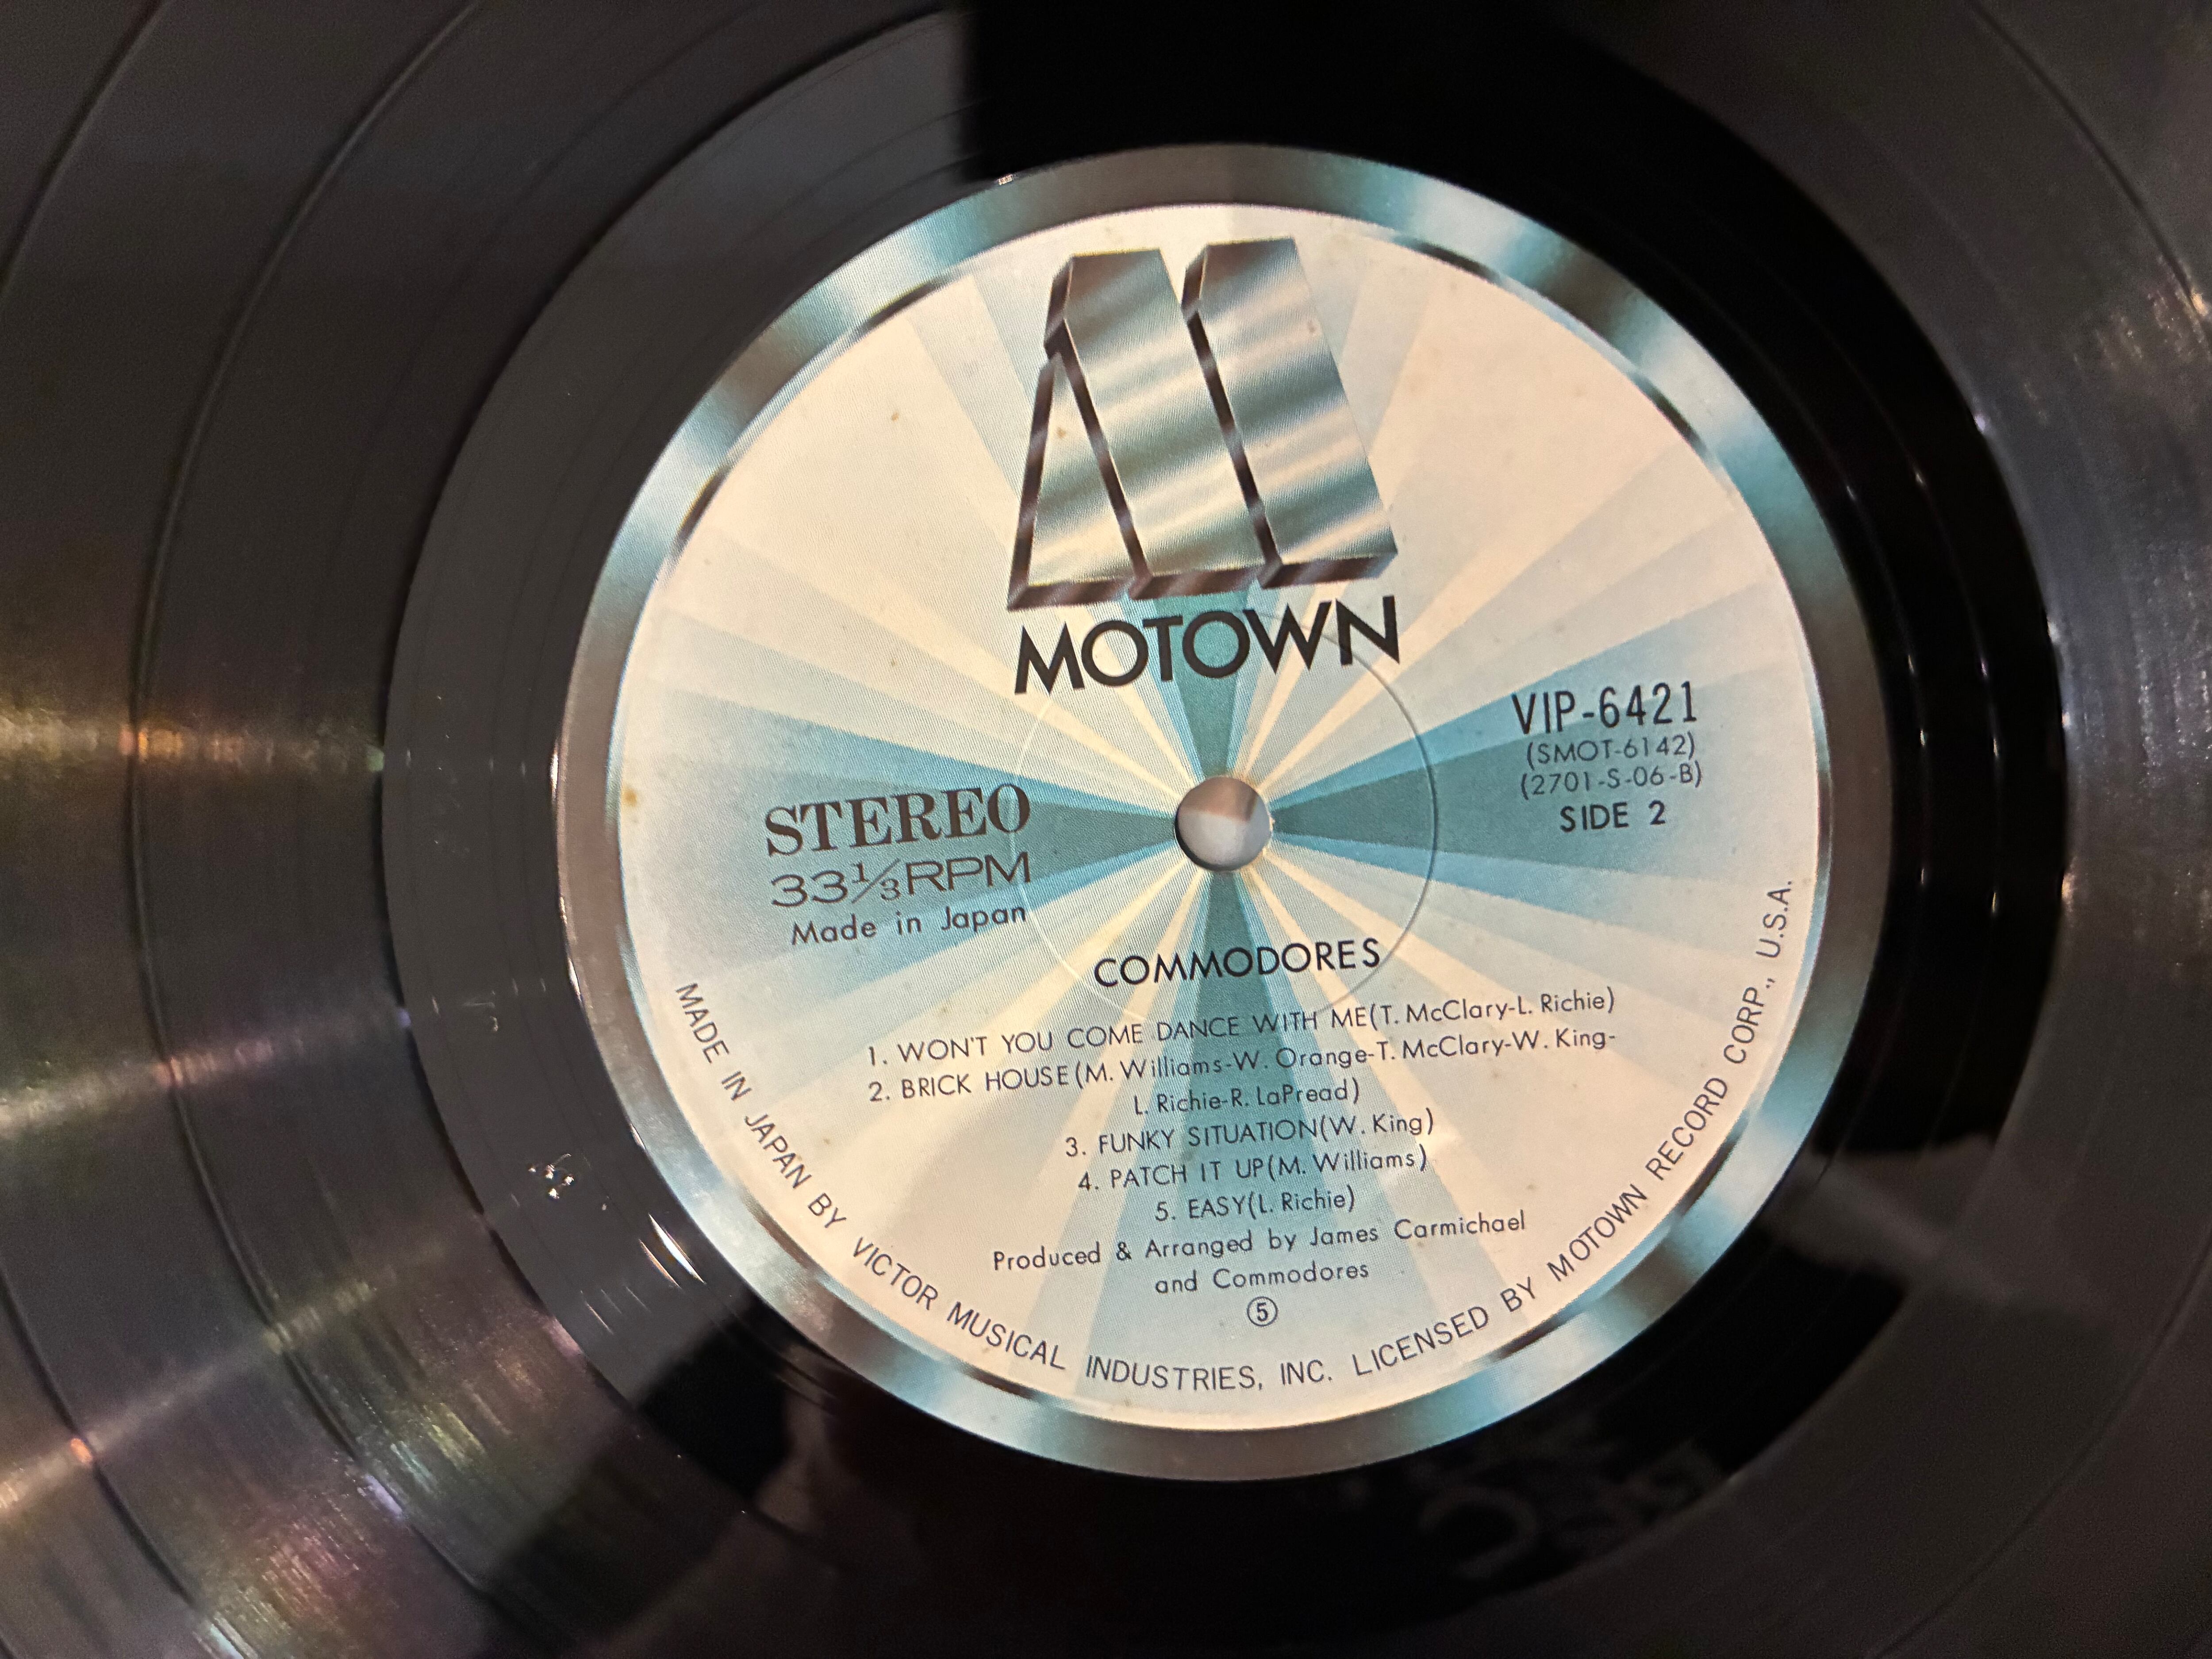 MOTOWN
VIP-6421
(SMOT-6142)
(2701-S-06-B)
SIDE 2
STEREO
33⅓RPM
Made in Japan
COMMODORES
1. WON'T YOU COME DANCE WITH ME(T. McClary-L. Richie)
2. BRICK HOUSE(M. Williams-W. Orange-T. McClary-W. King-
L. Richie-R. LaPread)
3. FUNKY SITUATION(W. King)
4. PATCH IT UP(M. Williams)
5. EASY(L. Richie)
Produced & Arranged by James Carmichael
and Commodores
⑤
MADE IN JAPAN BY VICTOR MUSICAL INDUSTRIES, INC. LICENSED BY MOTOWN RECORD CORP., U.S.A.